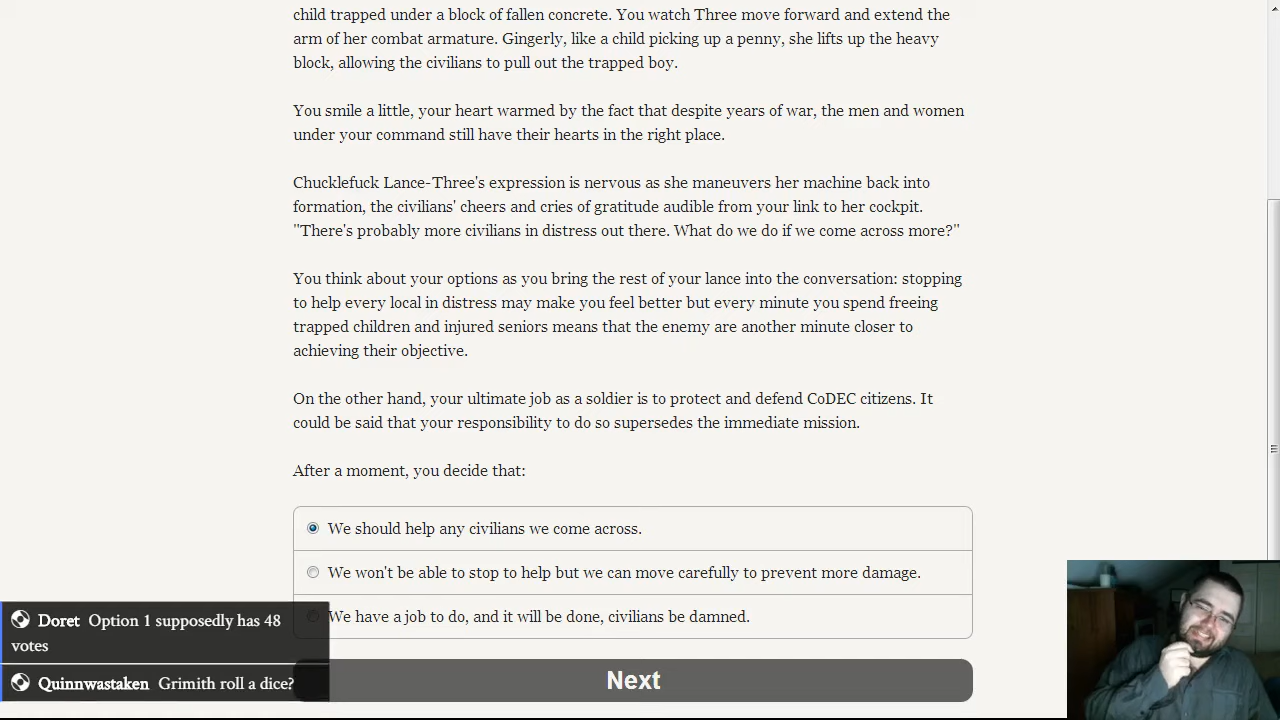 child trapped under a block of fallen concrete. You watch Three move forward and extend the
arm of her combat armature. Gingerly, like a child picking up a penny, she lifts up the heavy
block, allowing the civilians to pull out the trapped boy.
You smile a little, your heart warmed by the fact that despite years of war, the men and women
under your command still have their hearts in the right place.
Chucklefuck Lance-Three's expression is nervous as she maneuvers her machine back into
formation, the civilians' cheers and cries of gratitude audible from your link to her cockpit.
"There's probably more civilians in distress out there. What do we do if we come across more?"
You think about your options as you bring the rest of your lance into the conversation: stopping
to help every local in distress may make you feel better but every minute you spend freeing
trapped children and injured seniors means that the enemy are another minute closer to
achieving their objective.
On the other hand, your ultimate job as a soldier is to protect and defend CoDEC citizens. It
could be said that your responsibility to do so supersedes the immediate mission.
After a moment, you decide that:
We should help any civilians we come across.
We won't be able to stop to help but we can move carefully to prevent more damage.
We have a job to do, and it will be done, civilians be damned.
Next
Doret Option 1 supposedly has 48
votes
Quinnwastaken Grimith roll a dice?